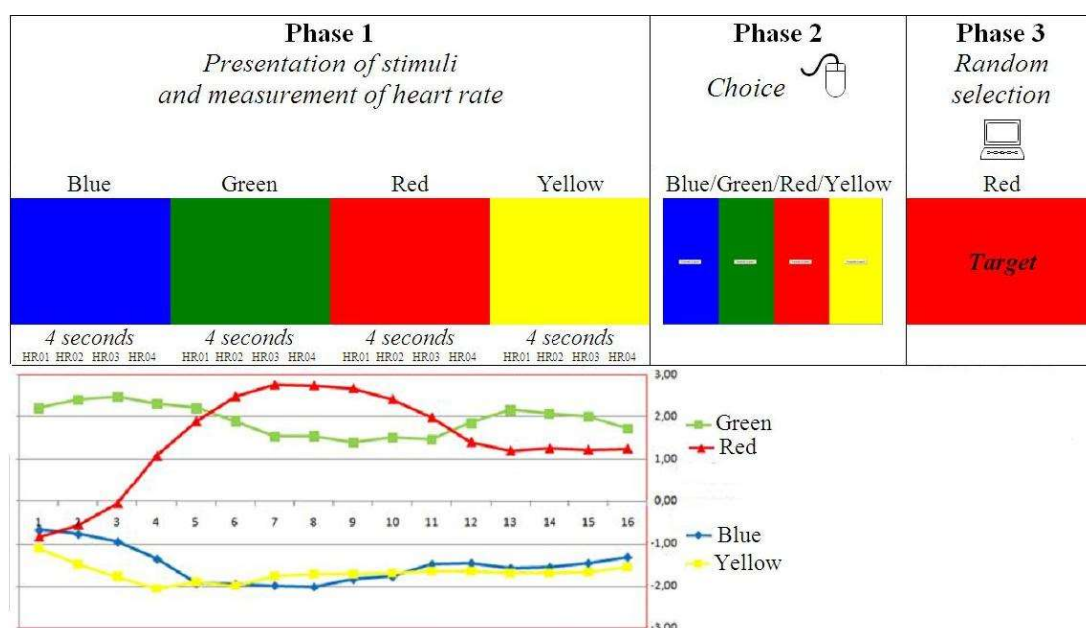 Phase 1
Presentation of stimuli
and measurement of heart rate
Blue Green Red Yellow
4 seconds 4 seconds 4 seconds 4 seconds
HR01 HR02 HR03 HR04 HR01 HR02 HR03 HR04 HR01 HR02 HR03 HR04 HR01 HR02 HR03 HR04
Phase 2
Choice
Blue/Green/Red/Yellow
Phase 3
Random
selection
Red
Target
3,00
2,00
1,00
0,00
1 2 3 4 5 6 7 8 9 10 11 12 13 14 15 16
-1,00
-2,00
-3,00
Green
Red
Blue
Yellow